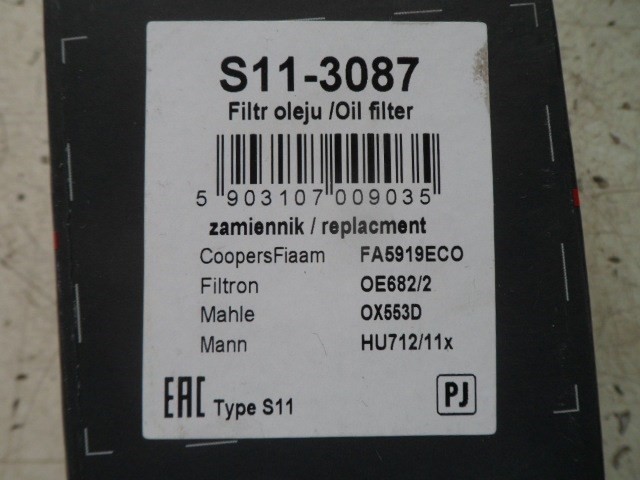 S11-3087
Filtr oleju /Oil filter
5 903107 009035
zamiennik / replacment
CoopersFiaam FA5919ECO
Filtron OE682/2
Mahle OX553D
Mann HU712/11x
EAC Type S11 PJ